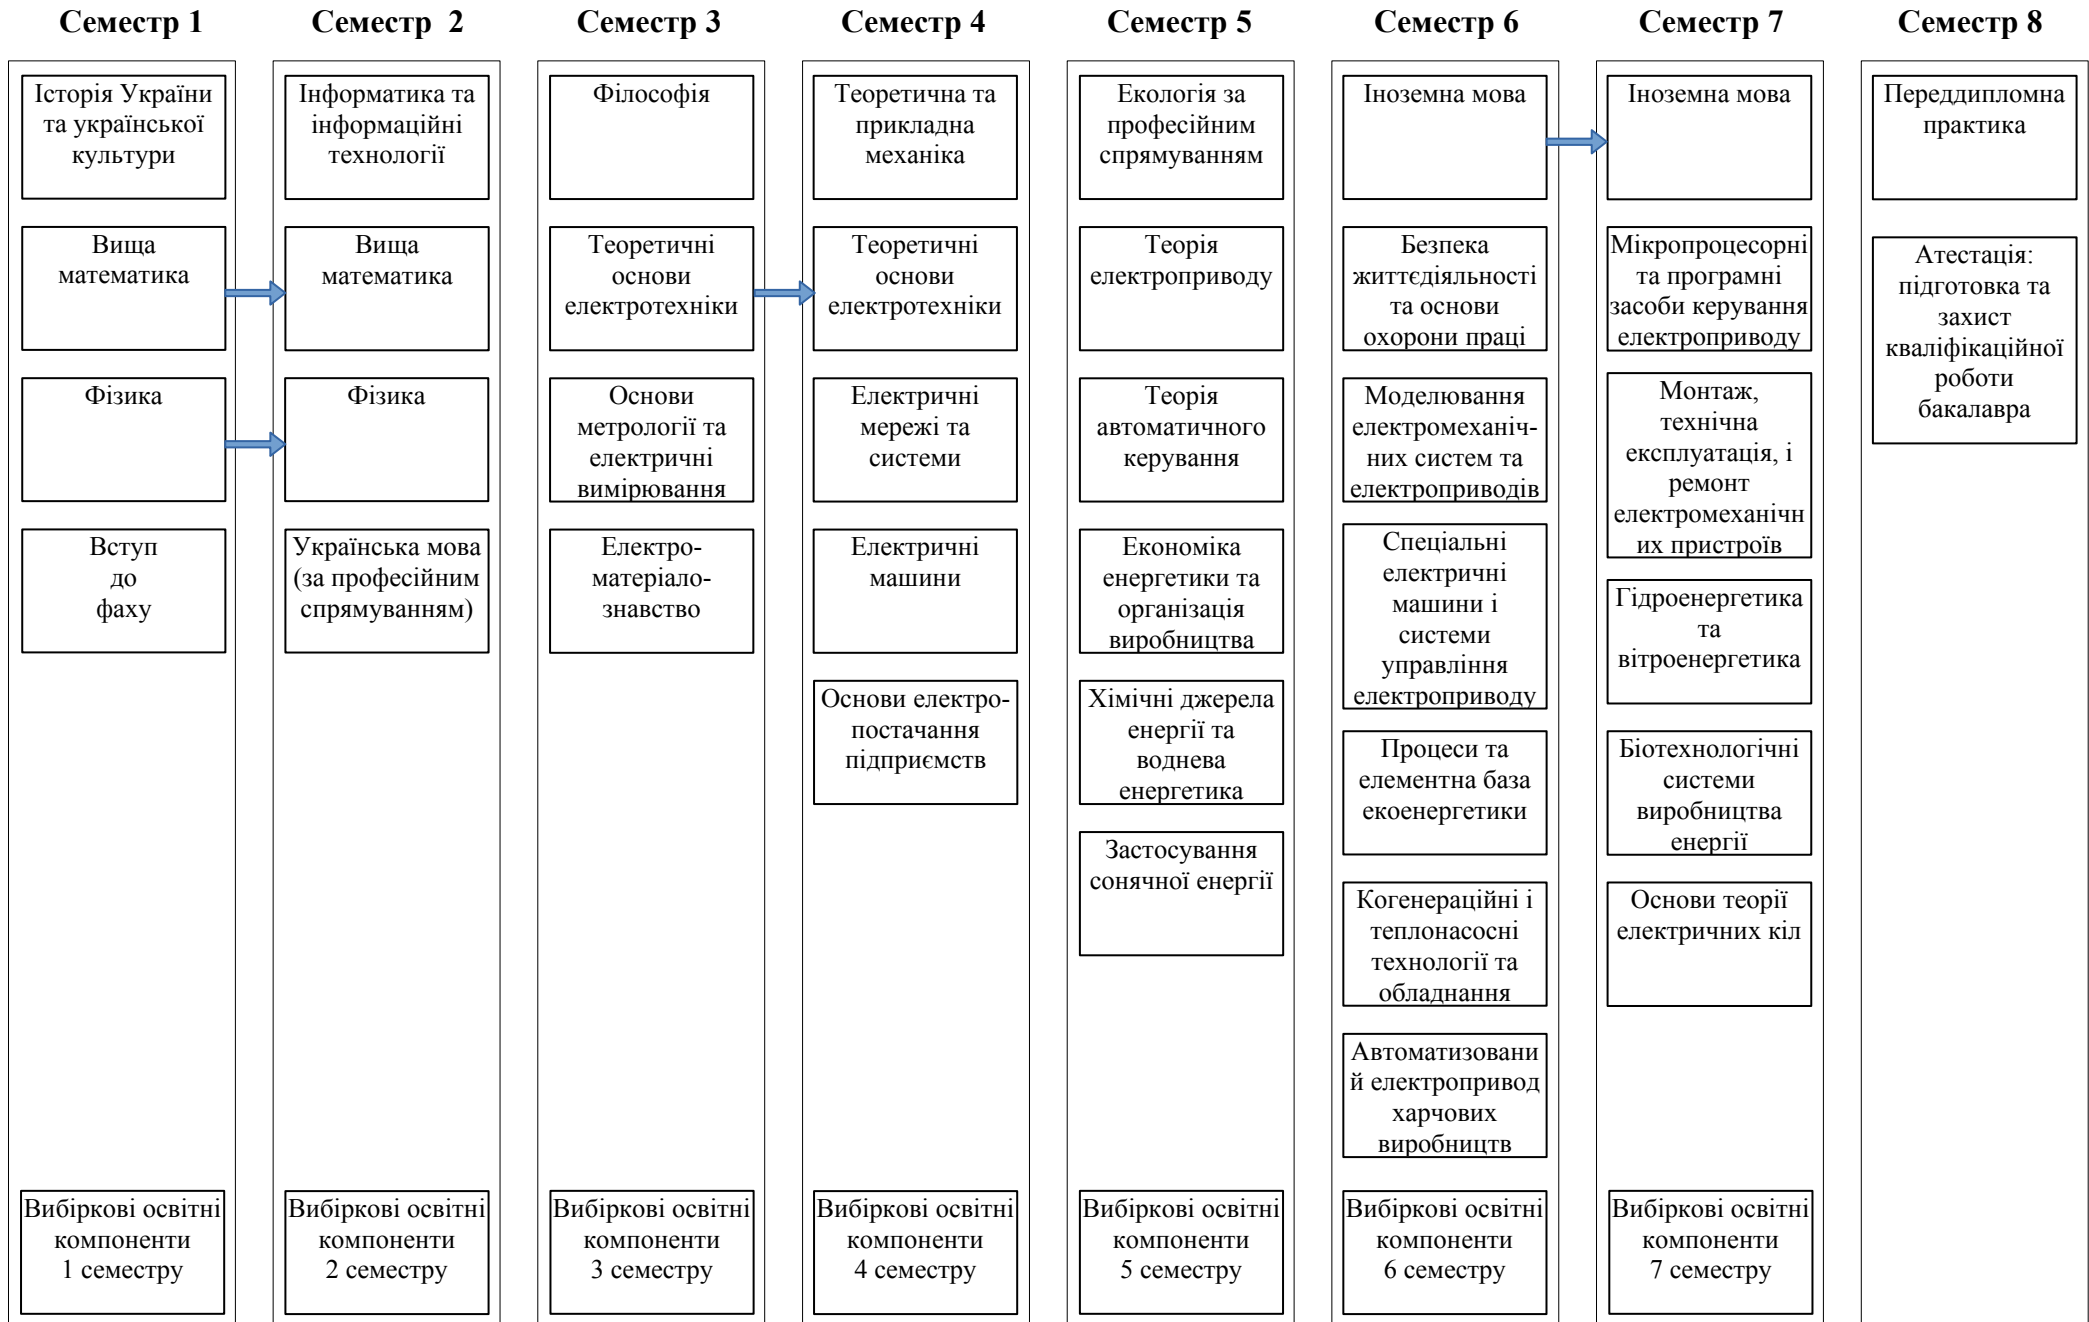 Семестр 1
Історія України
та української
культури
Вища
математика
Фізика
Вступ
до
фаху
Вибіркові освітні
компоненти
1 семестру
Семестр 2
Інформатика та
інформаційні
технології
Вища
математика
Фізика
Українська мова
(за професійним
спрямуванням)
Вибіркові освітні
компоненти
2 семестру
Семестр 3
Філософія
Теоретичні
основи
електротехніки
Основи
метрології та
електричні
вимірювання
Електро-
матеріало-
знавство
Вибіркові освітні
компоненти
3 семестру
Семестр 4
Теоретична та
прикладна
механіка
Теоретичні
основи
електротехніки
Електричні
мережі та
системи
Електричні
машини
Основи електро-
постачання
підприємств
Вибіркові освітні
компоненти
4 семестру
Семестр 5
Екологія за
професійним
спрямуванням
Теорія
електроприводу
Теорія
автоматичного
керування
Економіка
енергетики та
організація
виробництва
Хімічні джерела
енергії та
воднева
енергетика
Застосування
сонячної енергії
Вибіркові освітні
компоненти
5 семестру
Семестр 6
Іноземна мова
Безпека
життєдіяльності
та основи
охорони праці
Моделювання
електромеханіч-
них систем та
електроприводів
Спеціальні
електричні
машини і
системи
управління
електроприводу
Процеси та
елементна база
екоенергетики
Когенераційні і
теплонасосні
технології та
обладнання
Автоматизовани
й електропривод
харчових
виробництв
Вибіркові освітні
компоненти
6 семестру
Семестр 7
Іноземна мова
Мікропроцесорні
та програмні
засоби керування
електроприводу
Монтаж,
технічна
експлуатація, і
ремонт
електромеханічн
их пристроїв
Гідроенергетика
та
вітроенергетика
Біотехнологічні
системи
виробництва
енергії
Основи теорії
електричних кіл
Вибіркові освітні
компоненти
7 семестру
Семестр 8
Переддипломна
практика
Атестація:
підготовка та
захист
кваліфікаційної
роботи
бакалавра